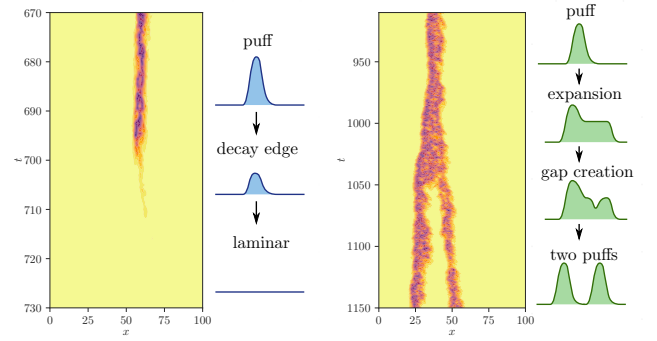 670
680
690
700
710
720
730
t
0
25
50
75
100
x
puff
decay edge
laminar
950
1000
1050
1100
1150
t
0
25
50
75
100
x
puff
expansion
gap creation
two puffs